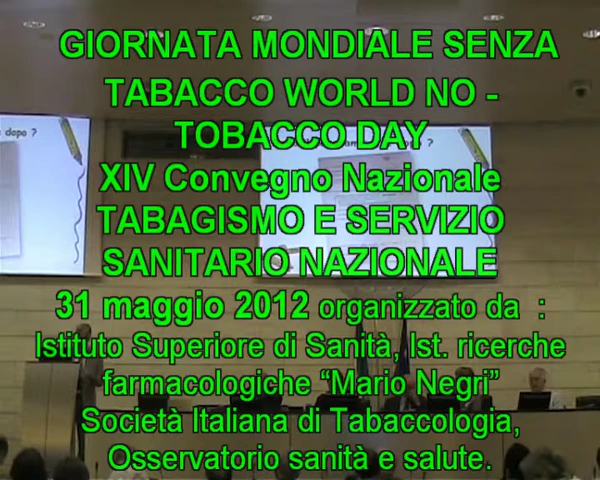 GIORNATA MONDIALE SENZA
TABACCO WORLD NO -
TOBACCO DAY
XIV Convegno Nazionale
TABAGISMO E SERVIZIO
SANITARIO NAZIONALE
31 maggio 2012 organizzato da :
Istituto Superiore di Sanità, Ist. ricerche
farmacologiche “Mario Negri”
Società Italiana di Tabaccologia,
Osservatorio sanità e salute.
dopo ?
?